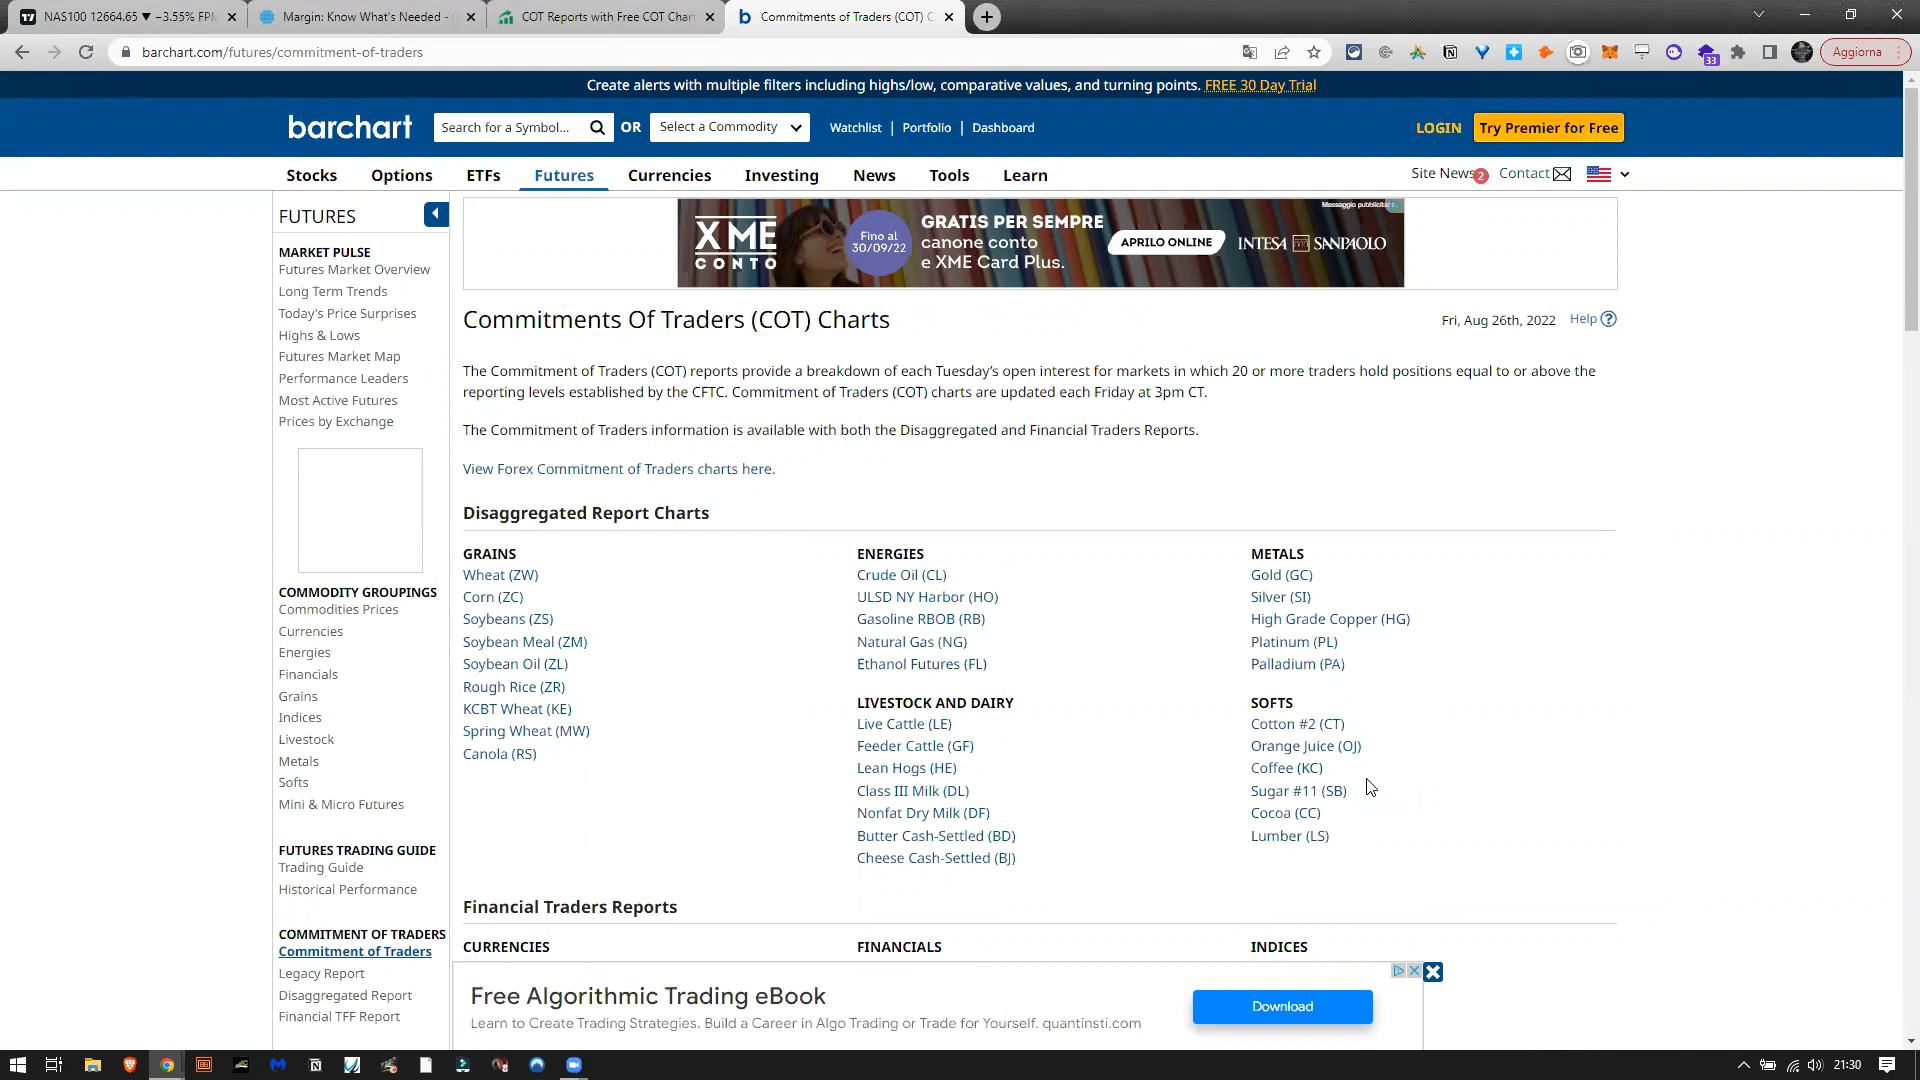 NAS100 12664.65 ▼ −3.55% FPM
Margin: Know What's Needed -
COT Reports with Free COT Char
Commitments of Traders (COT) C
barchart.com/futures/commitment-of-traders
33
Aggiorna
Create alerts with multiple filters including highs/low, comparative values, and turning points. FREE 30 Day Trial
barchart
Search for a Symbol...
OR
Select a Commodity
Watchlist | Portfolio | Dashboard
LOGIN
Try Premier for Free
Stocks Options ETFs Futures Currencies Investing News Tools Learn
Site News 2 Contact
FUTURES
MARKET PULSE
Futures Market Overview
Long Term Trends
Today's Price Surprises
Highs & Lows
Futures Market Map
Performance Leaders
Most Active Futures
Prices by Exchange
COMMODITY GROUPINGS
Commodities Prices
Currencies
Energies
Financials
Grains
Indices
Livestock
Metals
Softs
Mini & Micro Futures
FUTURES TRADING GUIDE
Trading Guide
Historical Performance
COMMITMENT OF TRADERS
Commitment of Traders
Legacy Report
Disaggregated Report
Financial TFF Report
Messaggio pubblicitar
XME
CONTO
Fino al
30/09/22
GRATIS PER SEMPRE
canone conto
e XME Card Plus.
APRILO ONLINE
INTESA SANPAOLO
Commitments Of Traders (COT) Charts
Fri, Aug 26th, 2022
Help ?
The Commitment of Traders (COT) reports provide a breakdown of each Tuesday's open interest for markets in which 20 or more traders hold positions equal to or above the
reporting levels established by the CFTC. Commitment of Traders (COT) charts are updated each Friday at 3pm CT.
The Commitment of Traders information is available with both the Disaggregated and Financial Traders Reports.
View Forex Commitment of Traders charts here.
Disaggregated Report Charts
GRAINS
Wheat (ZW)
Corn (ZC)
Soybeans (ZS)
Soybean Meal (ZM)
Soybean Oil (ZL)
Rough Rice (ZR)
KCBT Wheat (KE)
Spring Wheat (MW)
Canola (RS)
ENERGIES
Crude Oil (CL)
ULSD NY Harbor (HO)
Gasoline RBOB (RB)
Natural Gas (NG)
Ethanol Futures (FL)
LIVESTOCK AND DAIRY
Live Cattle (LE)
Feeder Cattle (GF)
Lean Hogs (HE)
Class III Milk (DL)
Nonfat Dry Milk (DF)
Butter Cash-Settled (BD)
Cheese Cash-Settled (BJ)
METALS
Gold (GC)
Silver (SI)
High Grade Copper (HG)
Platinum (PL)
Palladium (PA)
SOFTS
Cotton #2 (CT)
Orange Juice (OJ)
Coffee (KC)
Sugar #11 (SB)
Cocoa (CC)
Lumber (LS)
Financial Traders Reports
CURRENCIES
FINANCIALS
INDICES
Free Algorithmic Trading eBook
Learn to Create Trading Strategies. Build a Career in Algo Trading or Trade for Yourself. quantinsti.com
Download
21:30